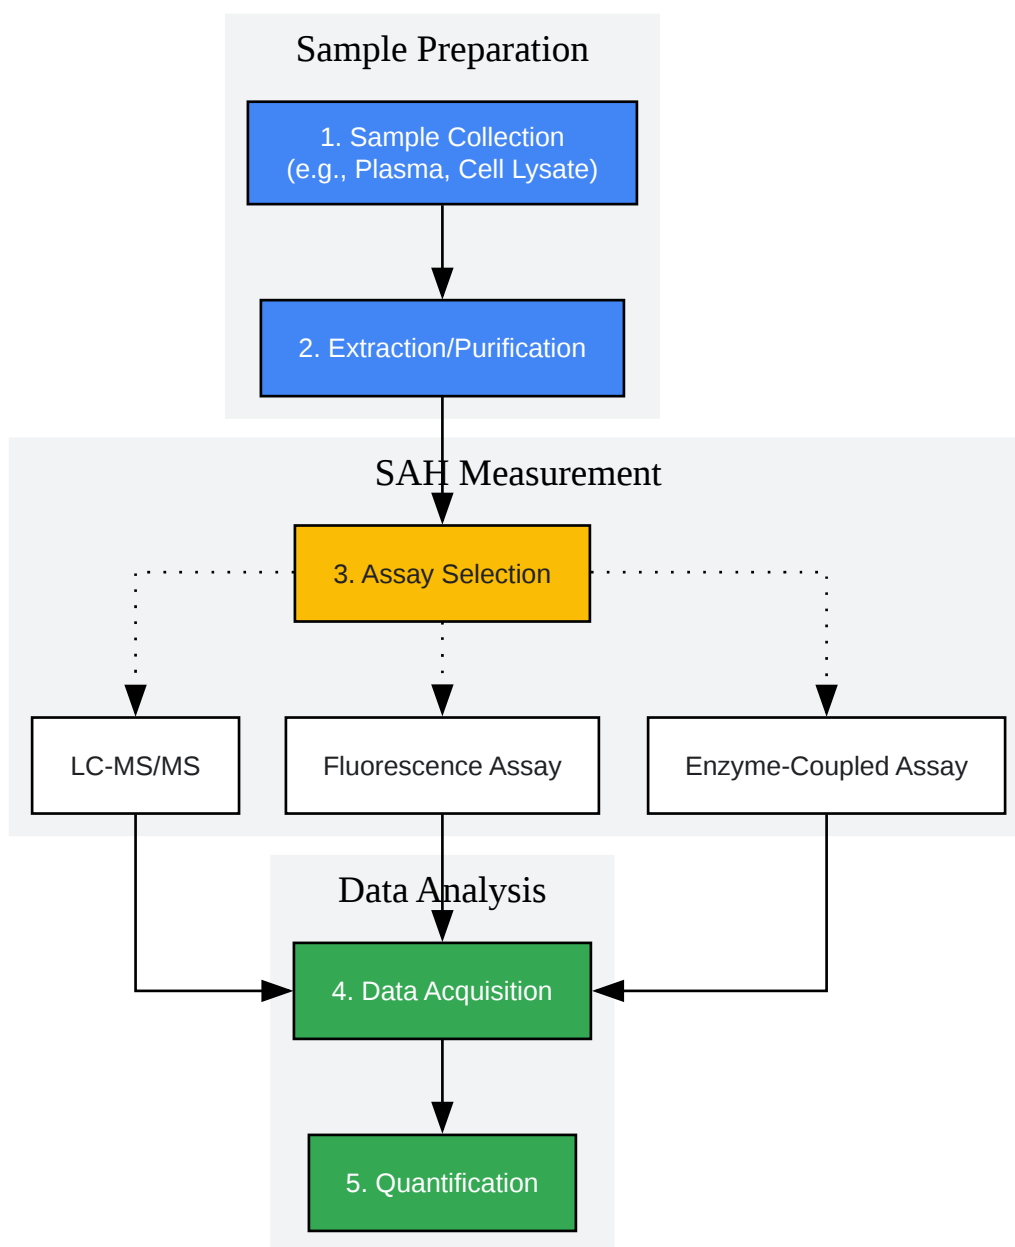 Sample Preparation
1. Sample Collection
(e.g., Plasma, Cell Lysate)
2. Extraction/Purification
SAH Measurement
3. Assay Selection
LC-MS/MS
Fluorescence Assay
Enzyme-Coupled Assay
Data Analysis
4. Data Acquisition
5. Quantification